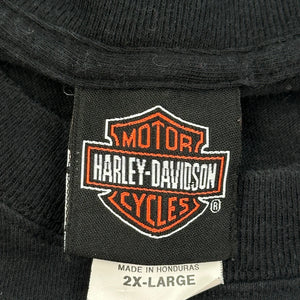 MOTOR
HARLEY-DAVIDSON
CYCLES
®
MADE IN HONDURAS
2X-LARGE